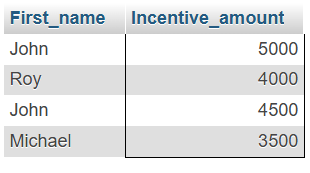 First_name Incentive_amount
John 5000
Roy 4000
John 4500
Michael 3500